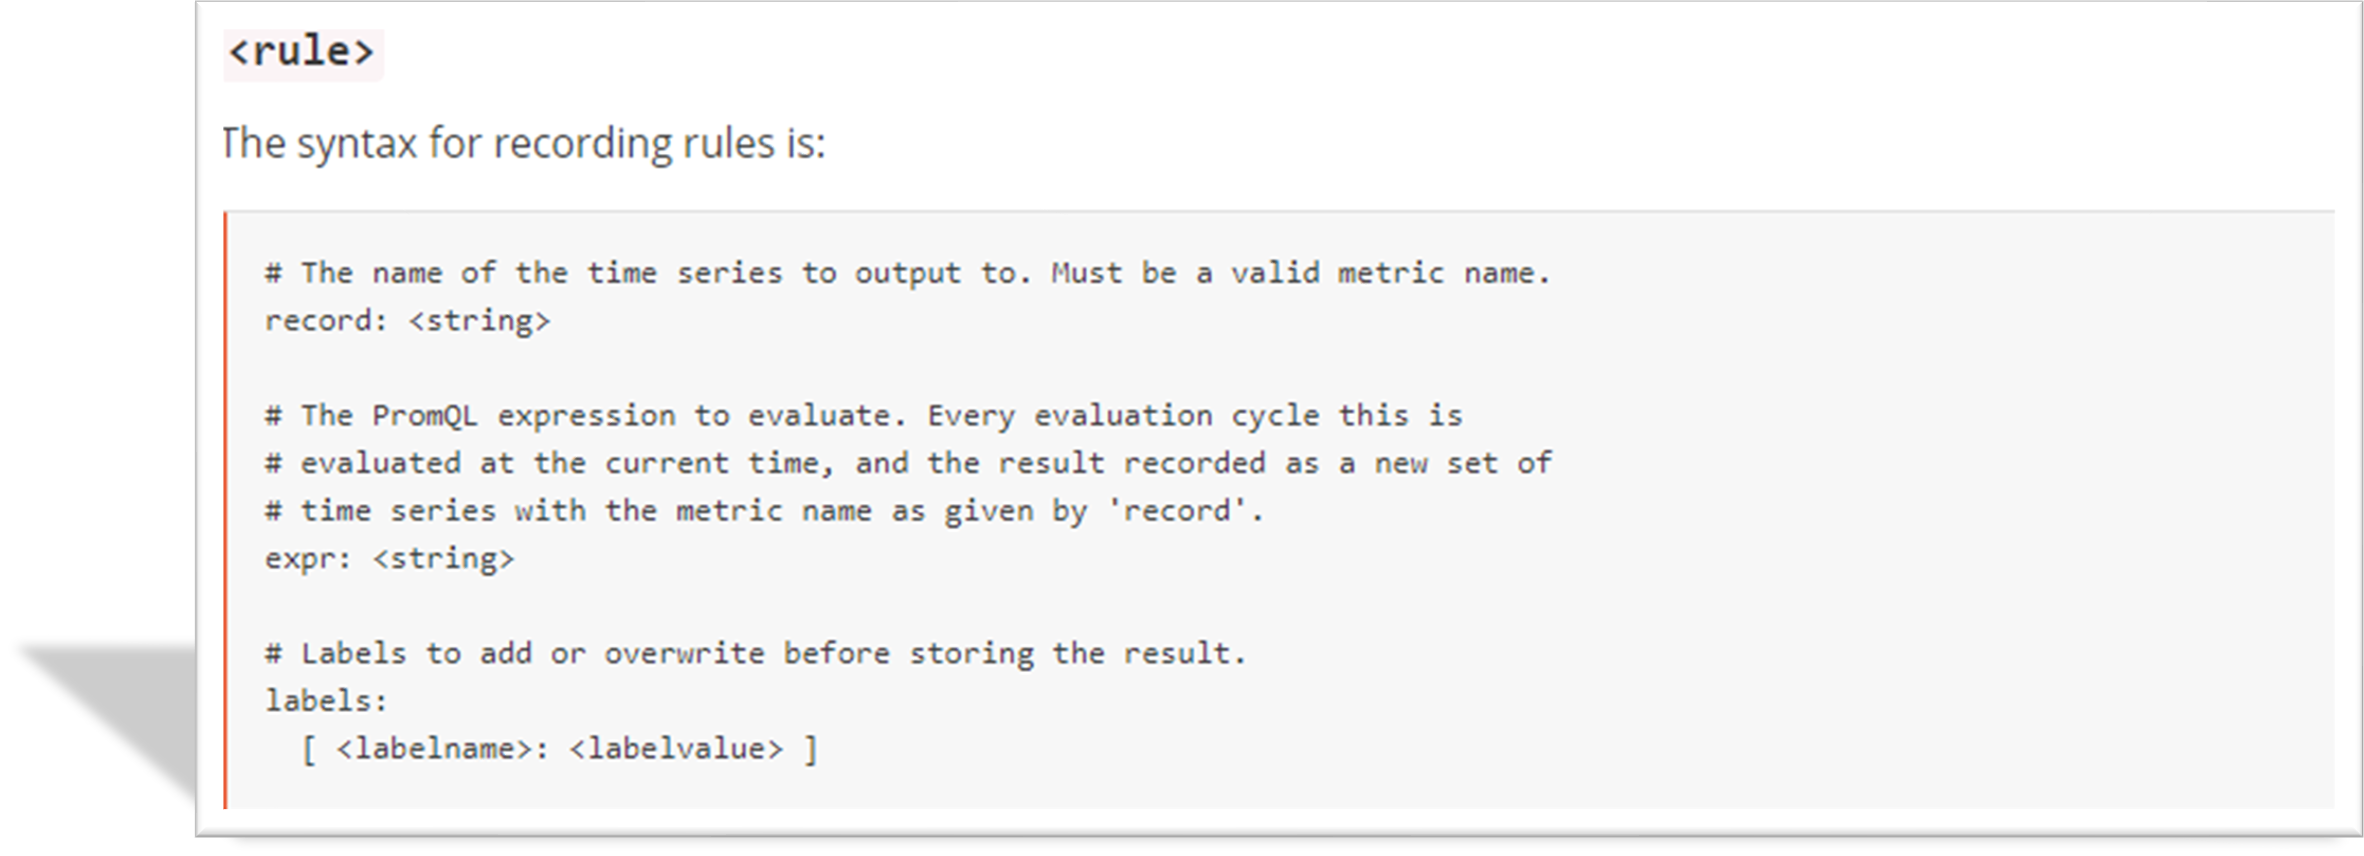 <rule>
The syntax for recording rules is:
# The name of the time series to output to. Must be a valid metric name.
record: <string>
# The PromQL expression to evaluate. Every evaluation cycle this is
# evaluated at the current time, and the result recorded as a new set of
# time series with the metric name as given by 'record'.
expr: <string>
# Labels to add or overwrite before storing the result.
labels:
  [ <labelname>: <labelvalue> ]